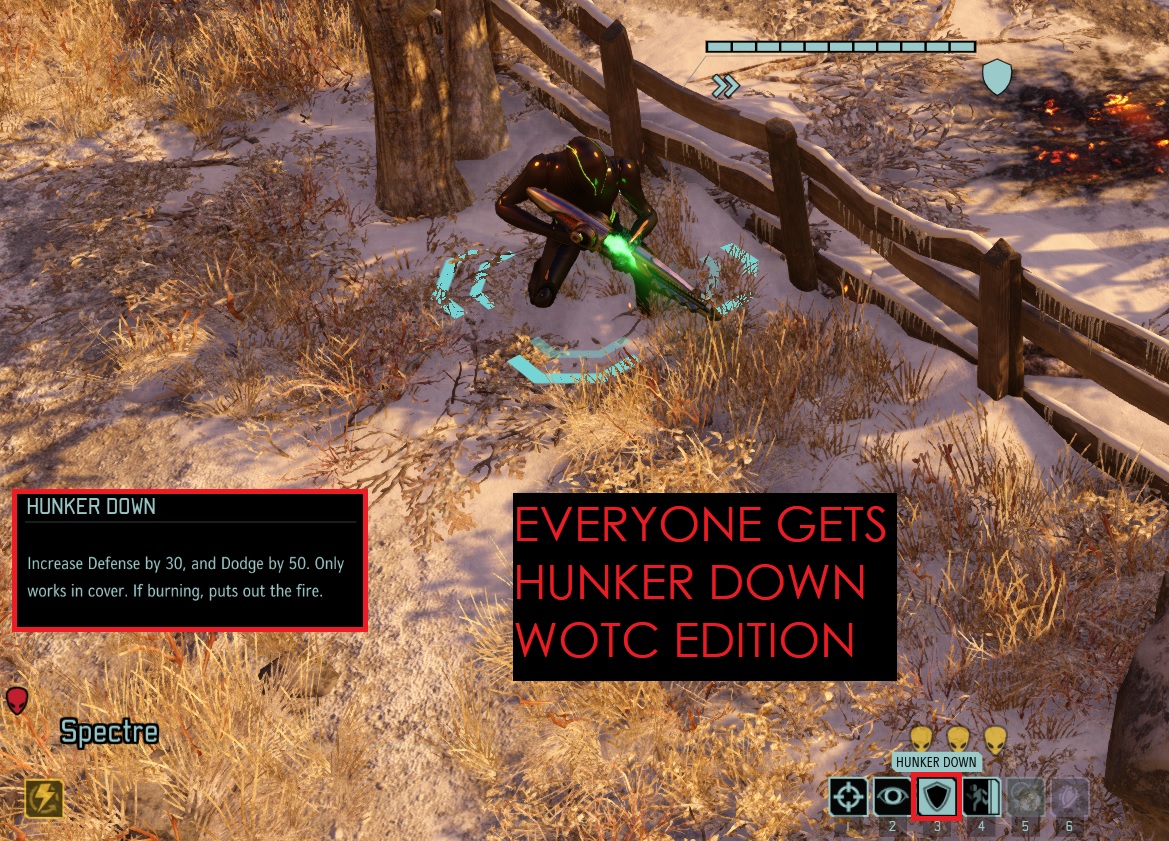 HUNKER DOWN
Increase Defense by 30, and Dodge by 50. Only
works in cover. If burning, puts out the fire.
EVERYONE GETS
HUNKER DOWN
WOTC EDITION
Spectre
HUNKER DOWN
1 2 3 4 5 6